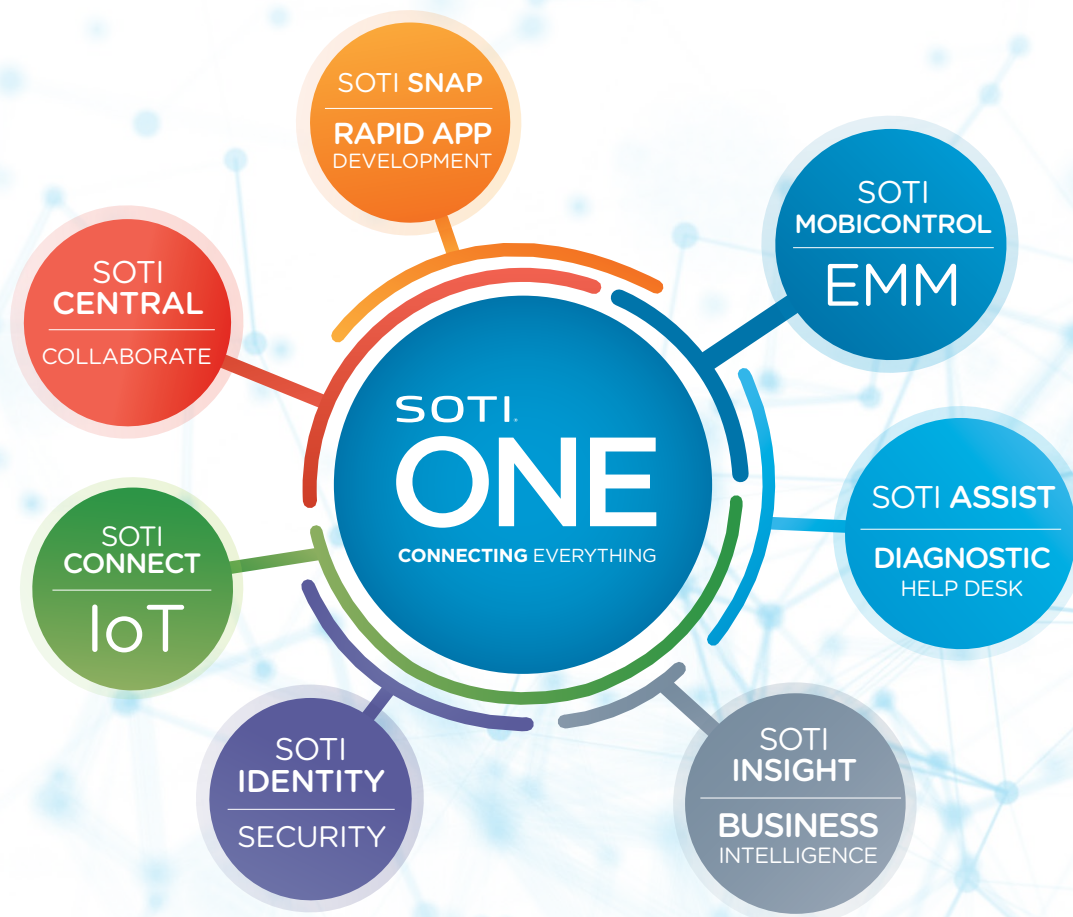 SOTI SNAP
RAPID APP
DEVELOPMENT
SOTI
MOBICONTROL
EMM
SOTI
CENTRAL
COLLABORATE
SOTI.
ONE
CONNECTING EVERYTHING
SOTI ASSIST
DIAGNOSTIC
HELP DESK
SOTI
CONNECT
IoT
SOTI
IDENTITY
SECURITY
SOTI
INSIGHT
BUSINESS
INTELLIGENCE